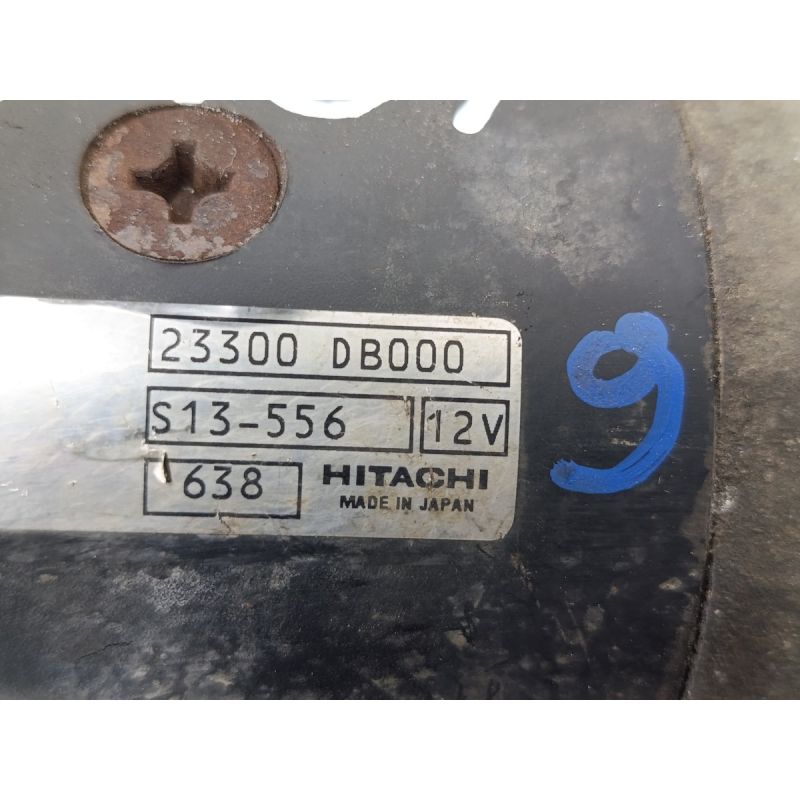 23300 DB000
S13-556 12V
638 HITACHI
MADE IN JAPAN
9